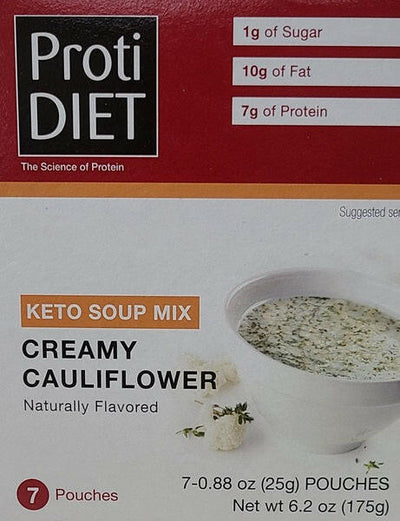 Proti
DIET
The Science of Protein
1g of Sugar
10g of Fat
7g of Protein
Suggested
KETO SOUP MIX
CREAMY
CAULIFLOWER
Naturally Flavored
7-0.88 oz (25g) POUCHES
7 Pouches
Net wt 6.2 oz (175g)